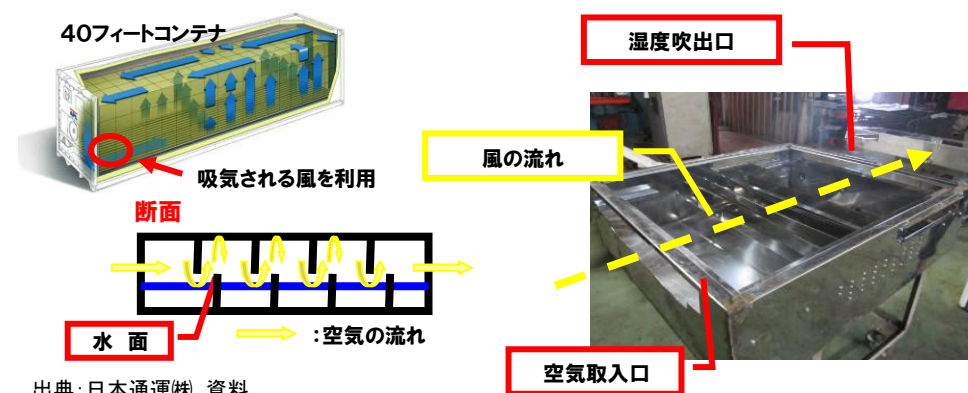 40フィートコンテナ
吸気される風を利用
断面
水 面
:空気の流れ
出典:日本通運㈱ 資料
湿度吹出口
風の流れ
空気取入口